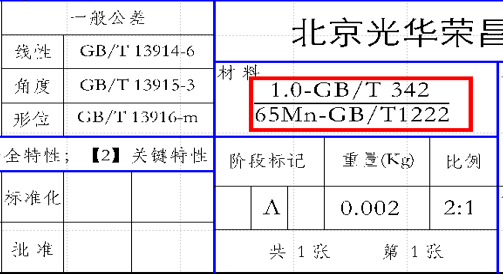 一般公差
北京光华荣昌
线性 GB/T 13914-6
材料
角度 GB/T 13915-3
1.0-GB/T 342
形位 GB/T 13916-m
65Mn-GB/T1222
全特性; 【2】关键特性
阶段标记 重量(Kg) 比例
标准化
Λ 0.002 2:1
批准
共 1 张 第 1 张